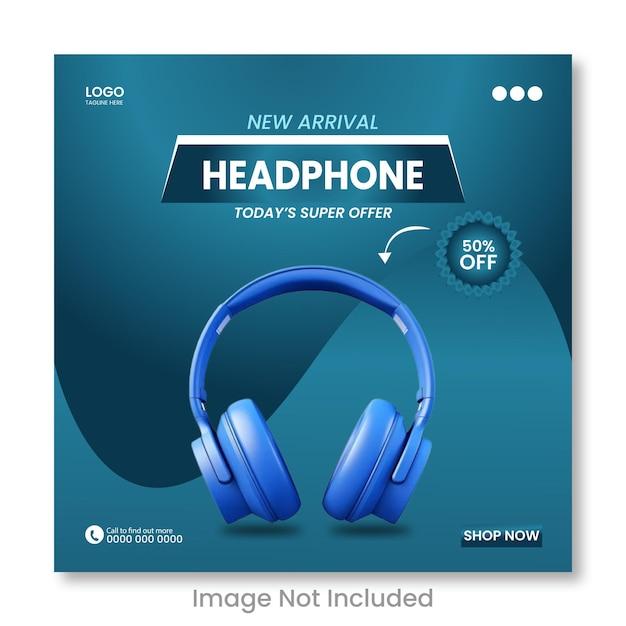 LOGO
TAGLINE HERE
NEW ARRIVAL
HEADPHONE
TODAY'S SUPER OFFER
50%
OFF
Call to find out more
0000 000 0000
SHOP NOW
Image Not Included